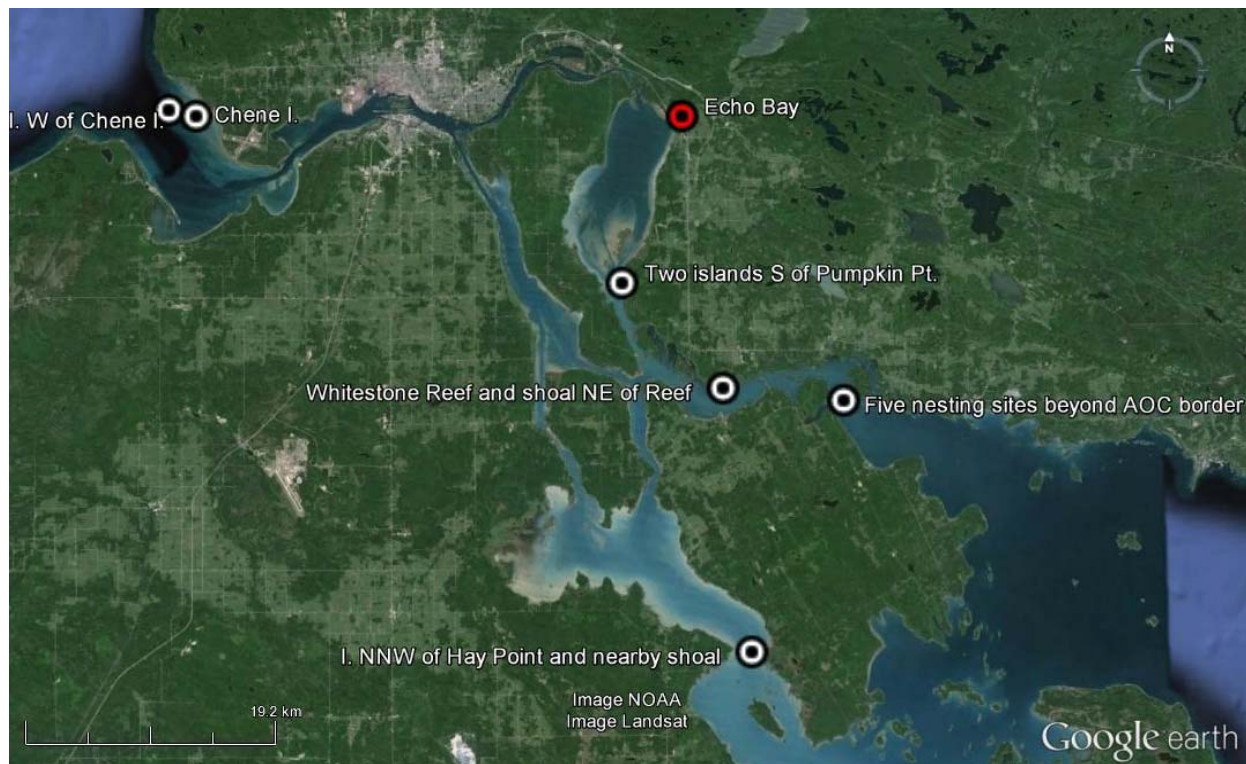 N
I. W of Chene I.
Chene I.
Echo Bay
Two islands S of Pumpkin Pt.
Whitestone Reef and shoal NE of Reef
Five nesting sites beyond AOC border
I. NNW of Hay Point and nearby shoal
19.2 km
Image NOAA
Image Landsat
Google earth